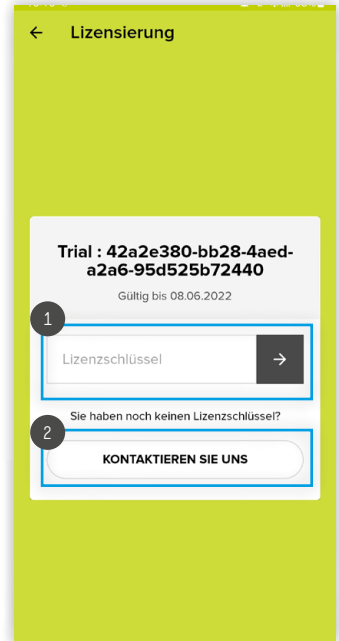 Lizensierung
Trial : 42a2e380-bb28-4aed-
a2a6-95d525b72440
Gültig bis 08.06.2022
1
Lizenzschlüssel
Sie haben noch keinen Lizenzschlüssel?
2
KONTAKTIEREN SIE UNS